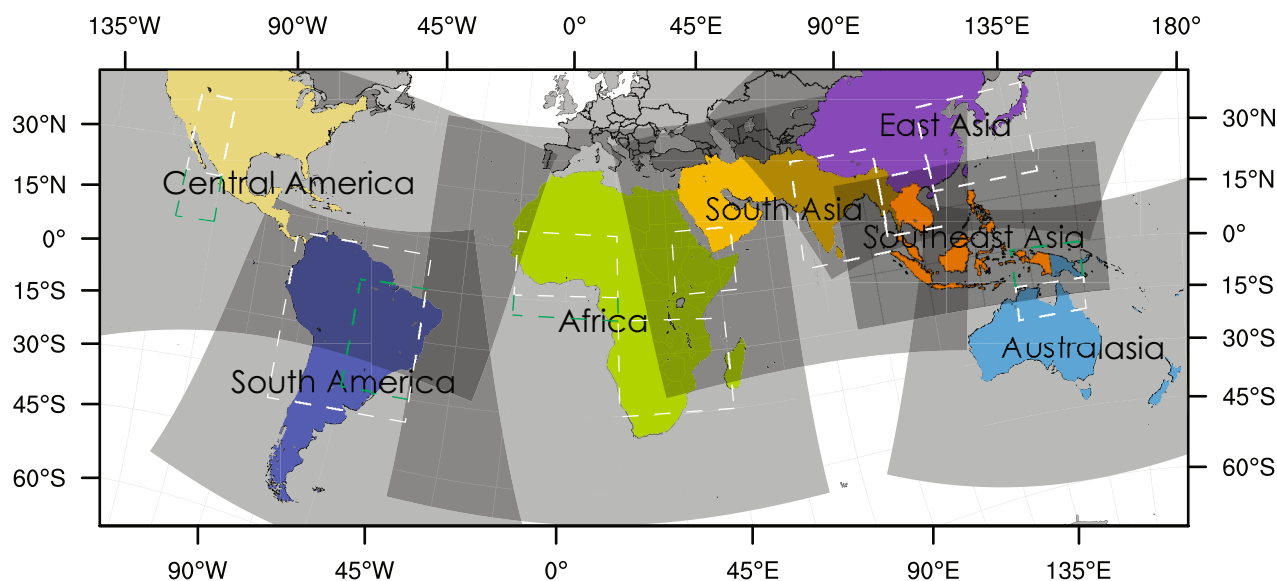 135°W 90°W 45°W 0° 45°E 90°E 135°E 180°
30°N 30°N
East Asia
15°N 15°N
Central America
South Asia
0° 0°
Southeast Asia
15°S 15°S
Africa
30°S 30°S
Australasia
South America
45°S 45°S
60°S 60°S
90°W 45°W 0° 45°E 90°E 135°E